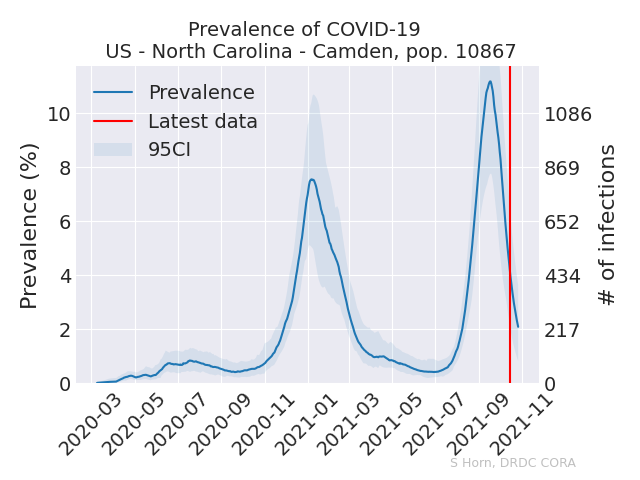 Prevalence of COVID-19
US - North Carolina - Camden, pop. 10867
Prevalence
Latest data
95CI
Prevalence (%)
10
8
6
4
2
0
1086
869
652
434
217
0
# of infections
2020-03
2020-05
2020-07
2020-09
2020-11
2021-01
2021-03
2021-05
2021-07
2021-09
2021-11
S Horn, DRDC CORA